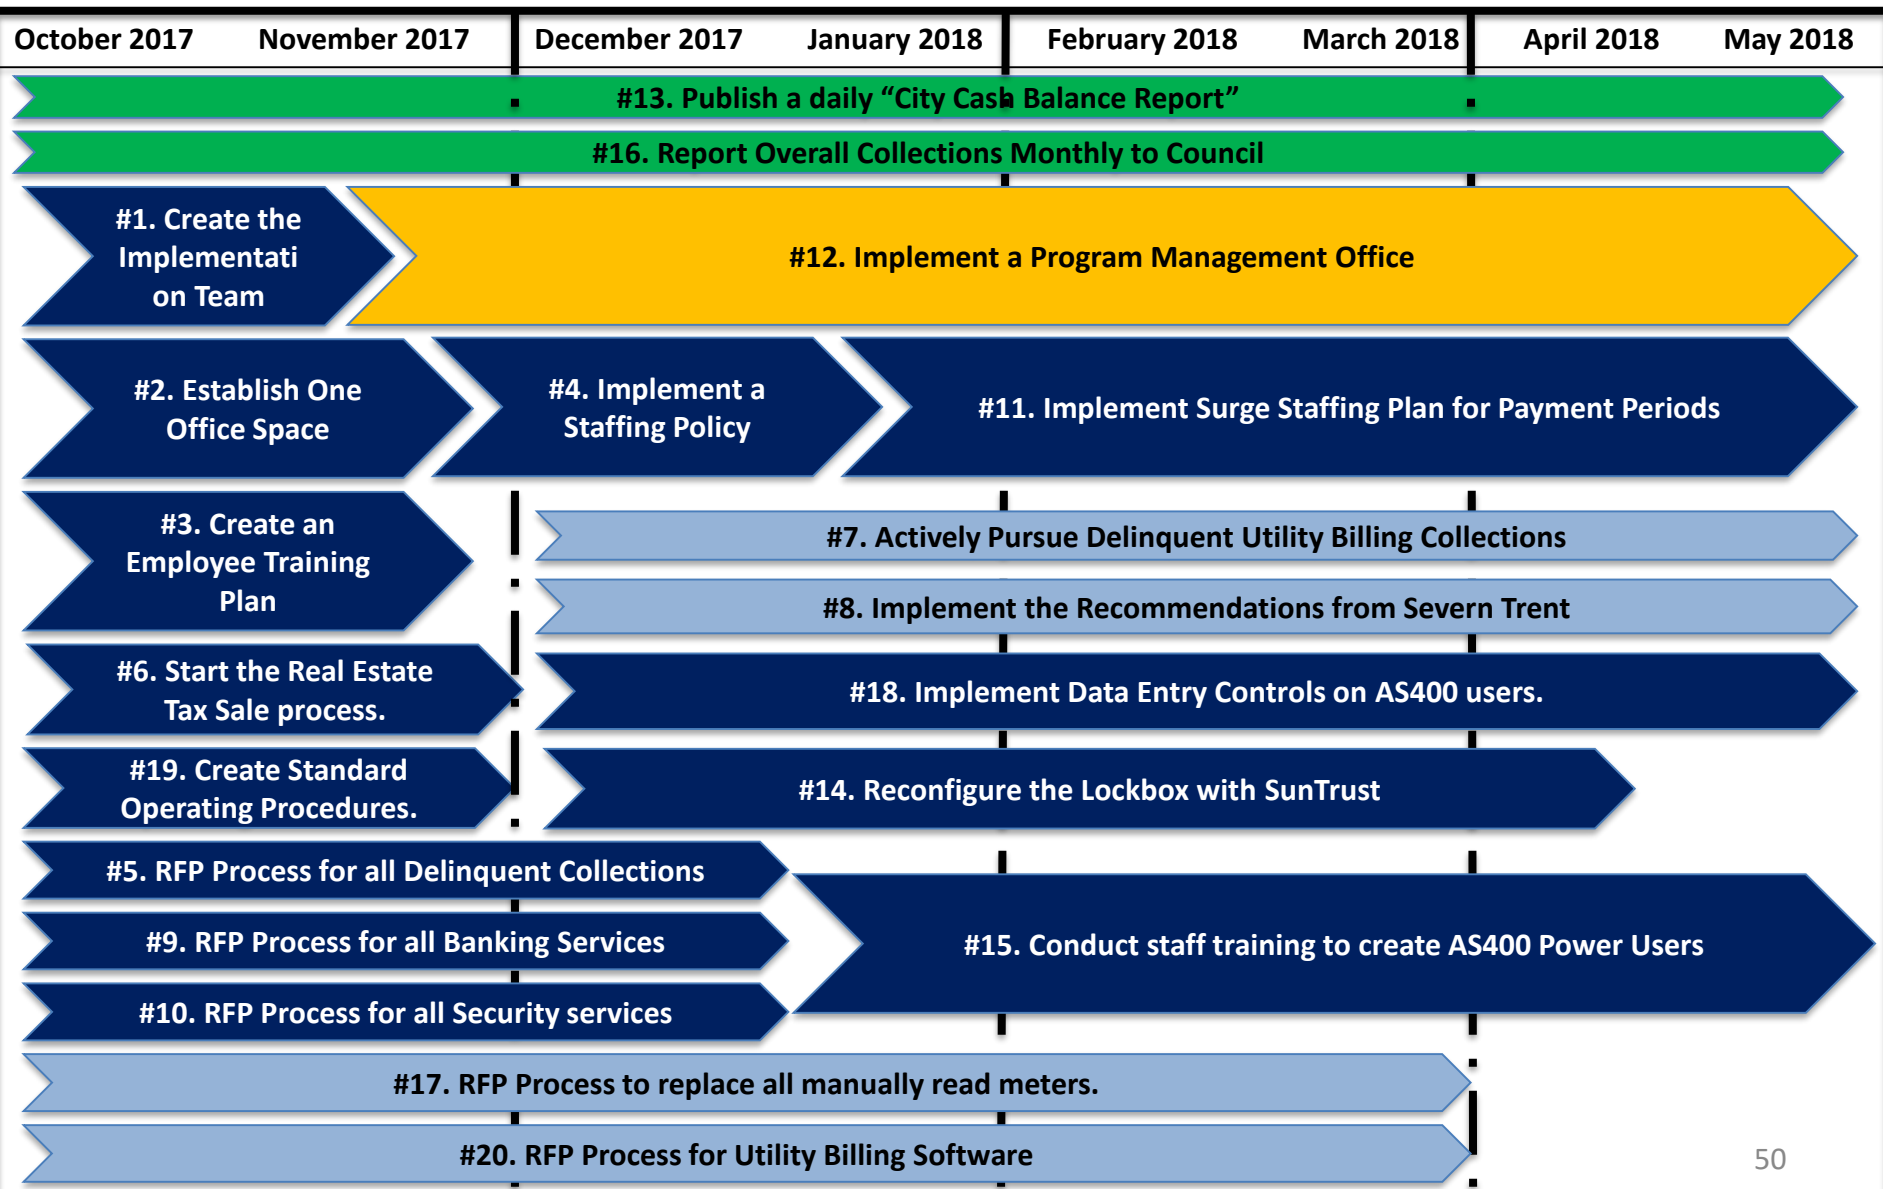 October 2017 November 2017 December 2017 January 2018 February 2018 March 2018 April 2018 May 2018
#13. Publish a daily “City Cash Balance Report”
#16. Report Overall Collections Monthly to Council
#1. Create the
Implementati
on Team
#12. Implement a Program Management Office
#2. Establish One
Office Space
#4. Implement a
Staffing Policy
#11. Implement Surge Staffing Plan for Payment Periods
#3. Create an
Employee Training
Plan
#7. Actively Pursue Delinquent Utility Billing Collections
#8. Implement the Recommendations from Severn Trent
#6. Start the Real Estate
Tax Sale process.
#18. Implement Data Entry Controls on AS400 users.
#19. Create Standard
Operating Procedures.
#14. Reconfigure the Lockbox with SunTrust
#5. RFP Process for all Delinquent Collections
#9. RFP Process for all Banking Services
#15. Conduct staff training to create AS400 Power Users
#10. RFP Process for all Security services
#17. RFP Process to replace all manually read meters.
#20. RFP Process for Utility Billing Software
50